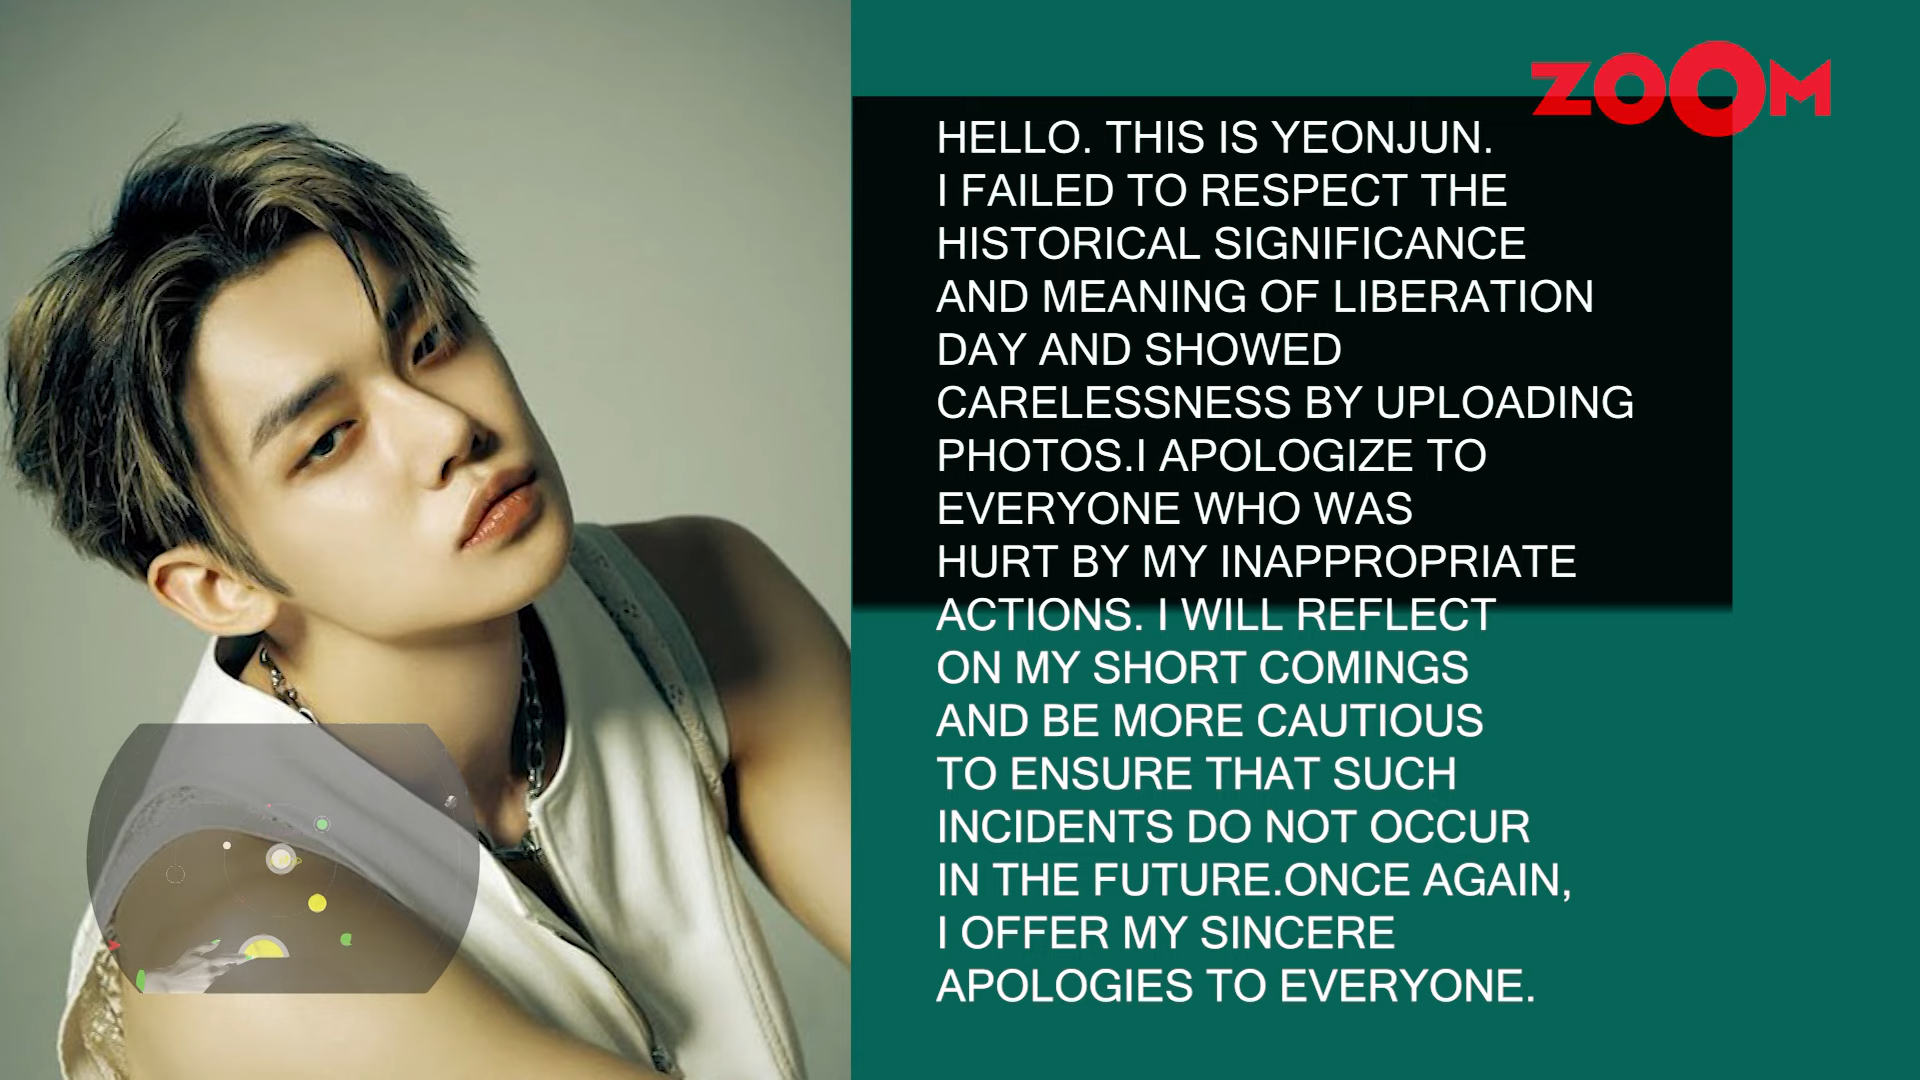 ZOOM
HELLO. THIS IS YEONJUN.
I FAILED TO RESPECT THE
HISTORICAL SIGNIFICANCE
AND MEANING OF LIBERATION
DAY AND SHOWED
CARELESSNESS BY UPLOADING
PHOTOS.I APOLOGIZE TO
EVERYONE WHO WAS
HURT BY MY INAPPROPRIATE
ACTIONS. I WILL REFLECT
ON MY SHORT COMINGS
AND BE MORE CAUTIOUS
TO ENSURE THAT SUCH
INCIDENTS DO NOT OCCUR
IN THE FUTURE.ONCE AGAIN,
I OFFER MY SINCERE
APOLOGIES TO EVERYONE.